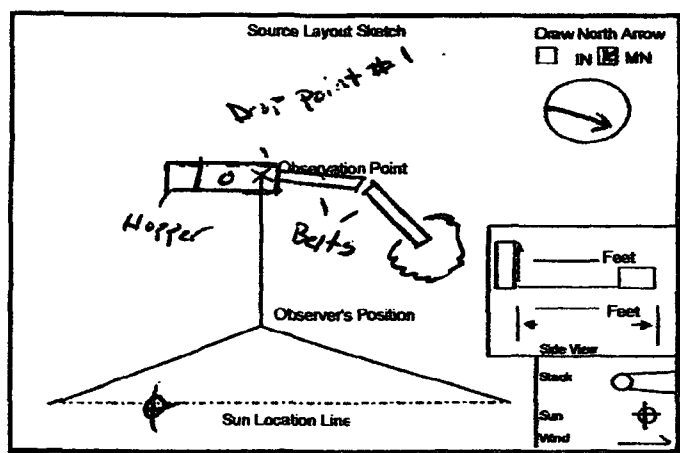 Source Layout Sketch
Draw North Arrow
IN MN
Drop point # 1
Observation Point
Hopper
Belts
Feet
Observer's Position
Feet
Side View
Stack
Sun Location Line
Sun
Wind